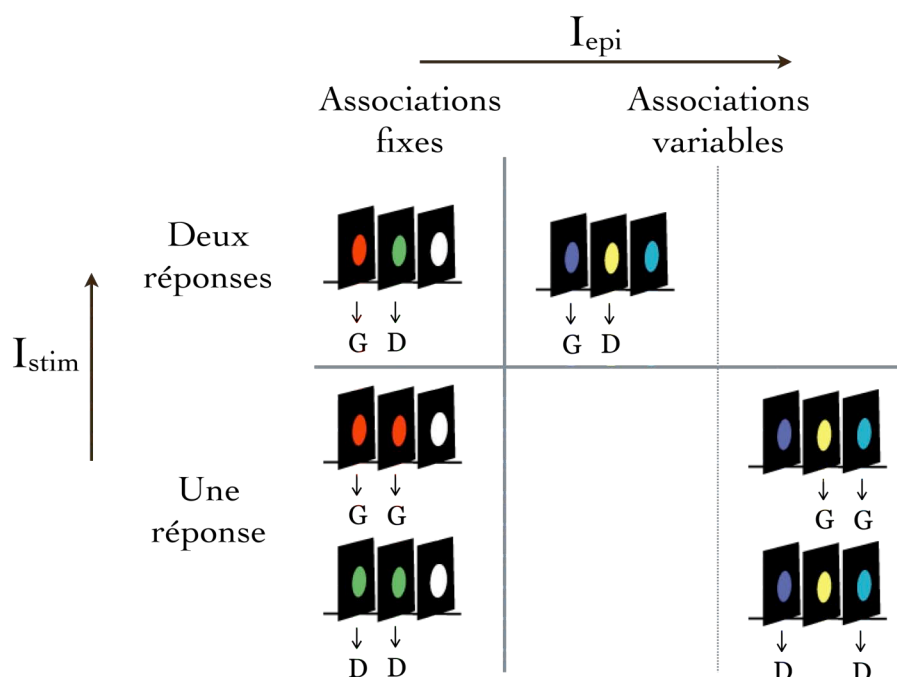 I_epi
Associations fixes
Associations variables
Deux réponses
G D
G D
I_stim
G G
G G
Une réponse
D D
D D